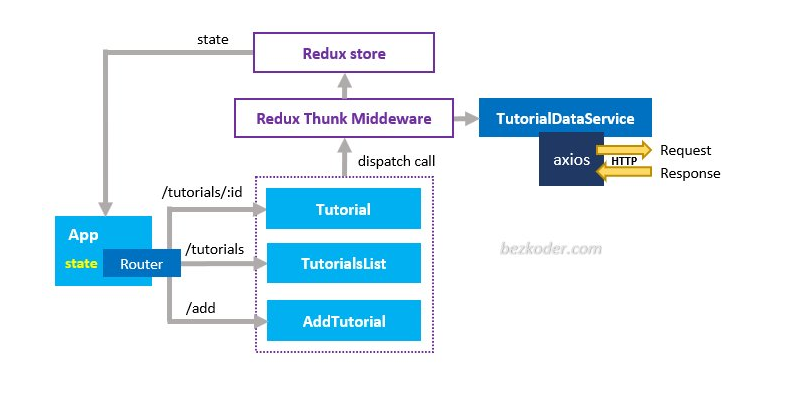 state
Redux store
Redux Thunk Middeware
TutorialDataService
axios
HTTP
Request
Response
dispatch call
/tutorials/:id
Tutorial
App
state
Router
/tutorials
TutorialsList
/add
AddTutorial
bezkoder.com